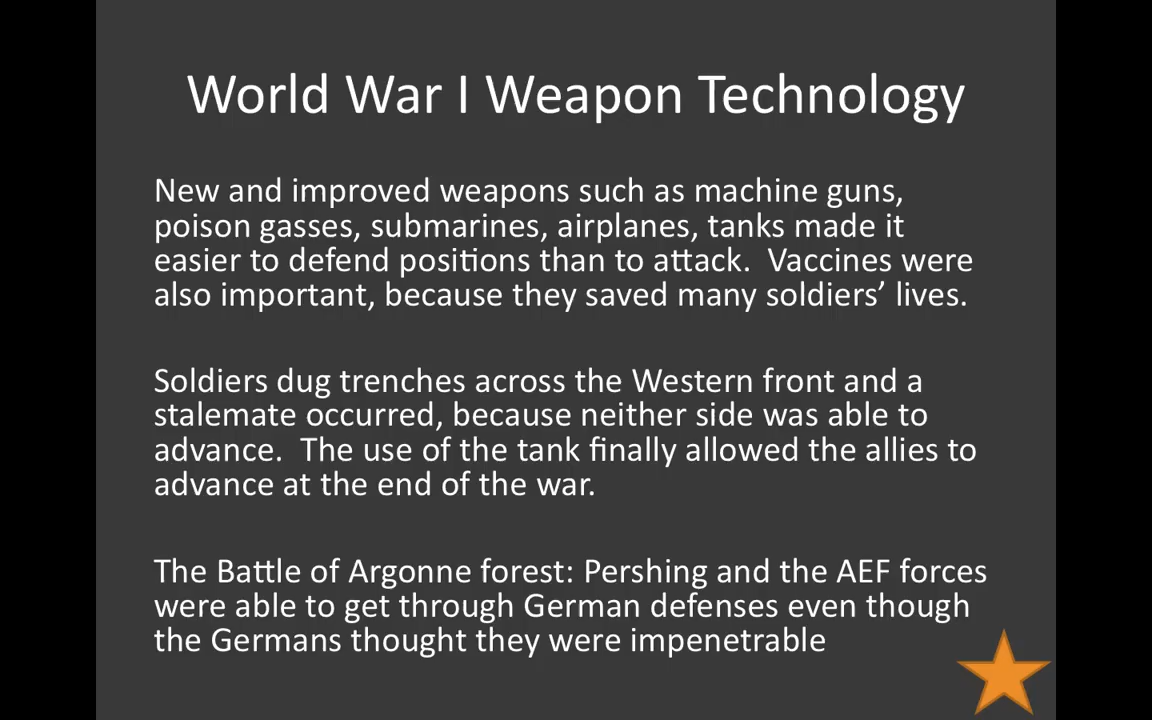 World War I Weapon Technology
New and improved weapons such as machine guns,
poison gasses, submarines, airplanes, tanks made it
easier to defend positions than to attack.  Vaccines were
also important, because they saved many soldiers’ lives.
Soldiers dug trenches across the Western front and a
stalemate occurred, because neither side was able to
advance.  The use of the tank finally allowed the allies to
advance at the end of the war.
The Battle of Argonne forest: Pershing and the AEF forces
were able to get through German defenses even though
the Germans thought they were impenetrable